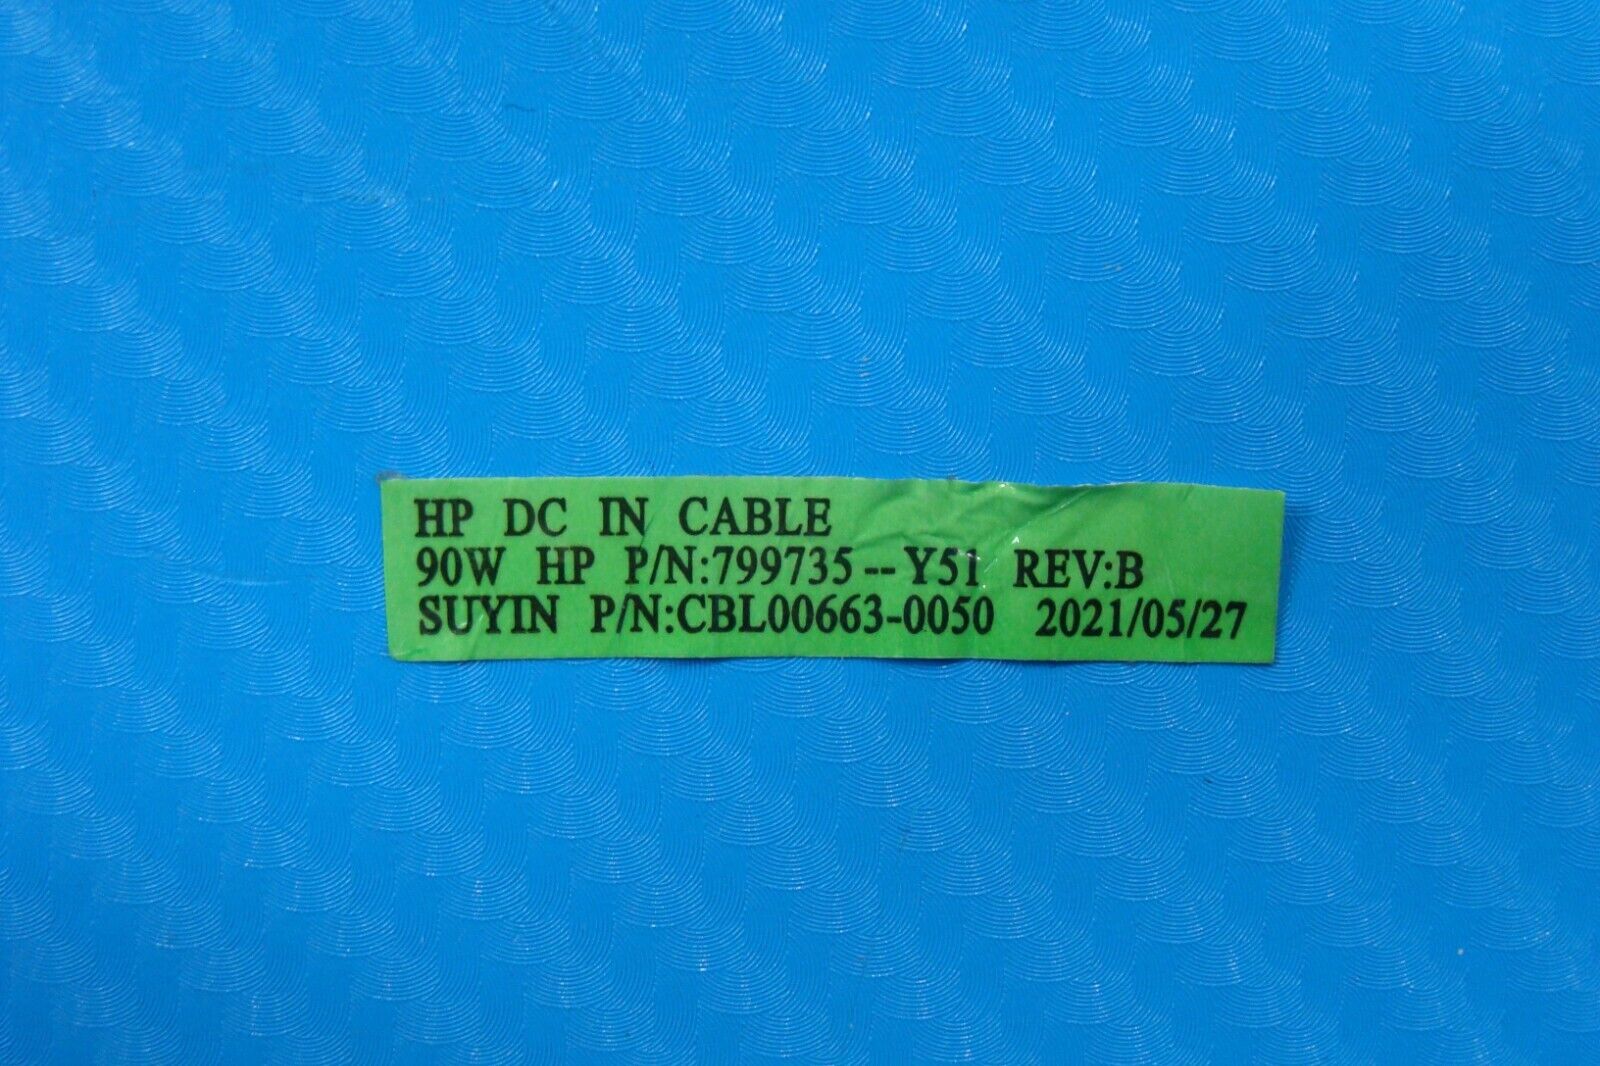 HP DC IN CABLE
90W HP P/N:799735--Y51 REV:B
SUYIN P/N:CBL00663-0050 2021/05/27